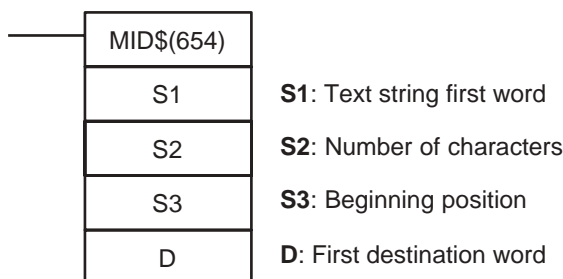 MID$(654)
S1 S1: Text string first word
S2 S2: Number of characters
S3 S3: Beginning position
D D: First destination word